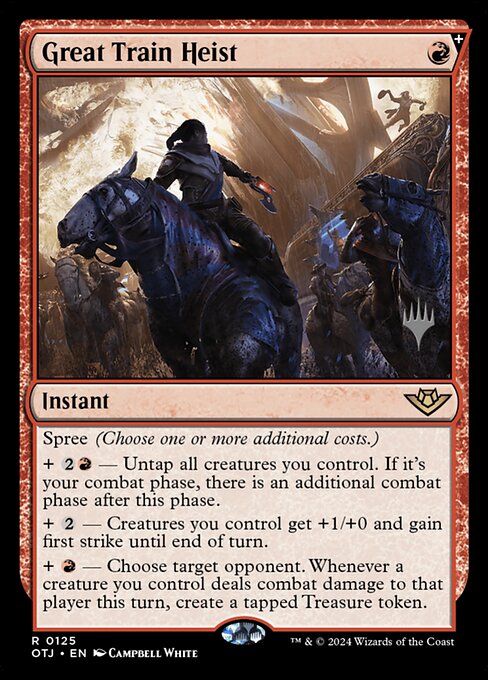 Great Train Heist
Instant
Spree (Choose one or more additional costs.)
+ 2 — Untap all creatures you control. If it's
your combat phase, there is an additional combat
phase after this phase.
+ 2 — Creatures you control get +1/+0 and gain
first strike until end of turn.
+ — Choose target opponent. Whenever a
creature you control deals combat damage to that
player this turn, create a tapped Treasure token.
R 0125
OTJ • EN CAMPBELL WHITE
™ & © 2024 Wizards of the Coast